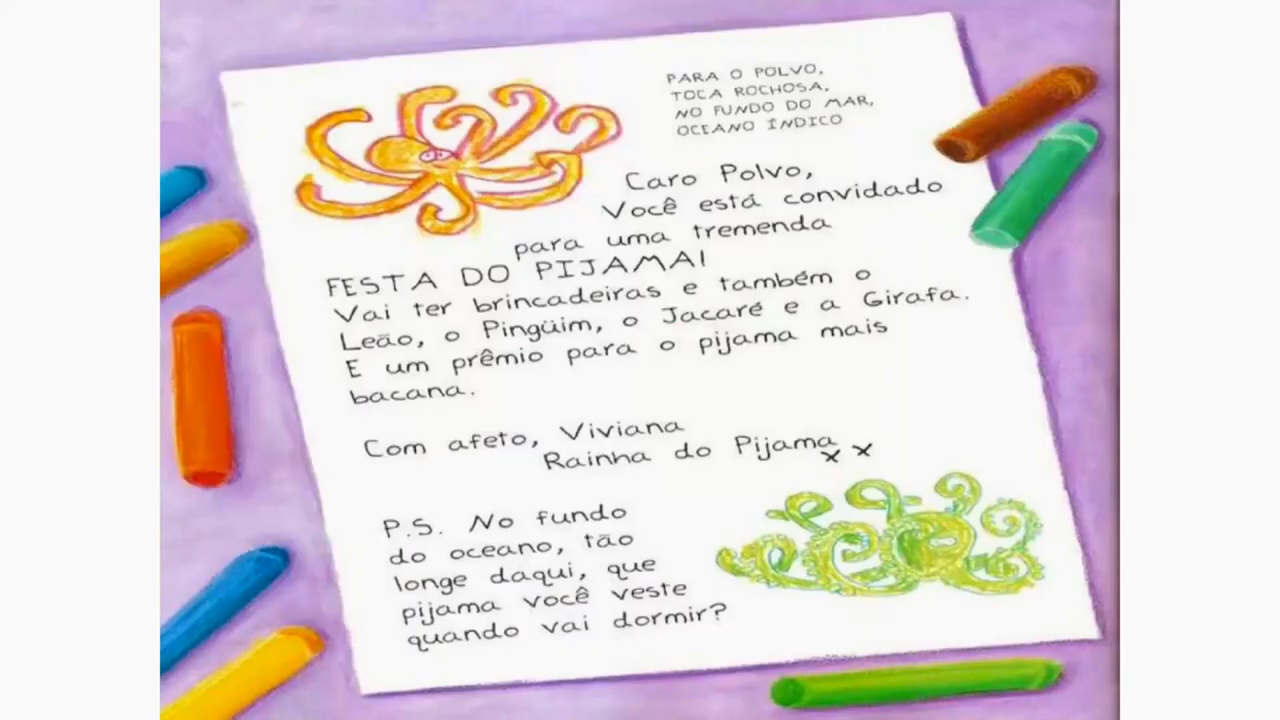 PARA O POLVO,
TOCA ROCHOSA,
NO FUNDO DO MAR,
OCEANO ÍNDICO
Caro Polvo,
Você está convidado
para uma tremenda
FESTA DO PIJAMA!
Vai ter brincadeiras e também o
Leão, o Pingüim, o Jacaré e a Girafa.
E um prêmio para o pijama mais
bacana.
Com afeto, Viviana
Rainha do Pijama
x x
P.S. No fundo
do oceano, tão
longe daqui, que
pijama você veste
quando vai dormir?